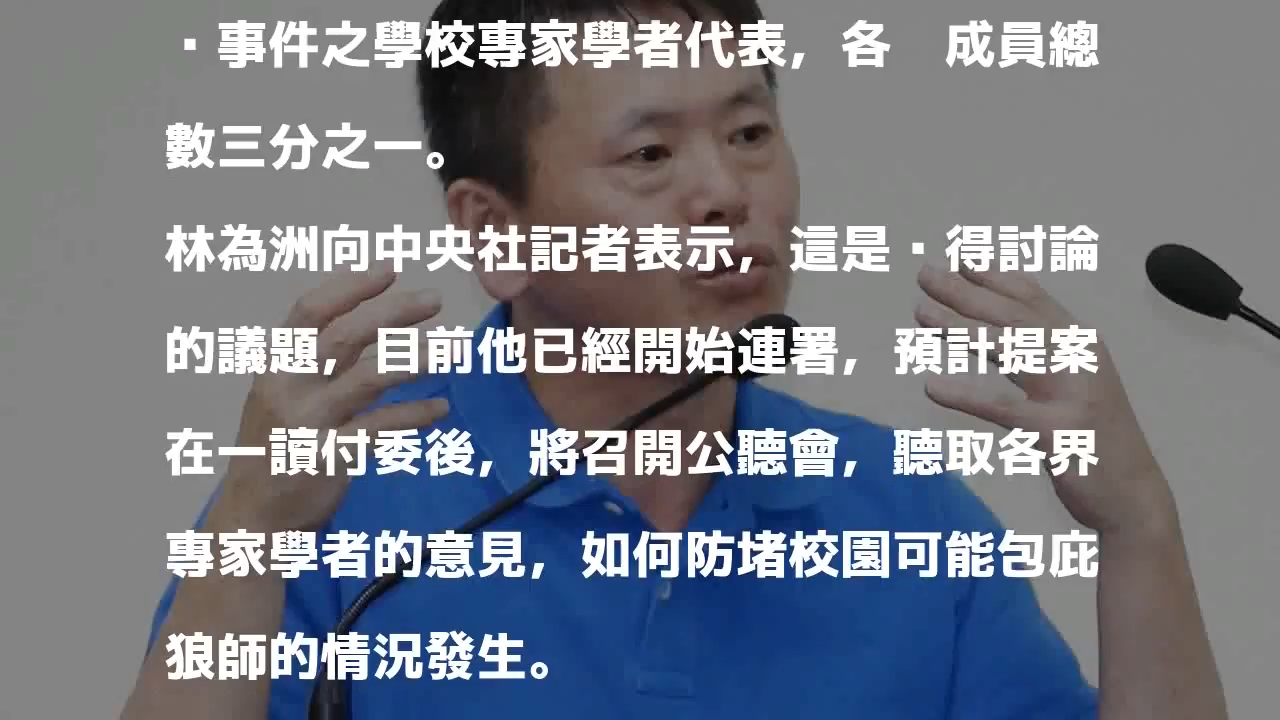 ▪事件之學校專家學者代表，各　成員總
數三分之一。
林為洲向中央社記者表示，這是▪得討論
的議題，目前他已經開始連署，預計提案
在一讀付委後，將召開公聽會，聽取各界
專家學者的意見，如何防堵校園可能包庇
狼師的情況發生。